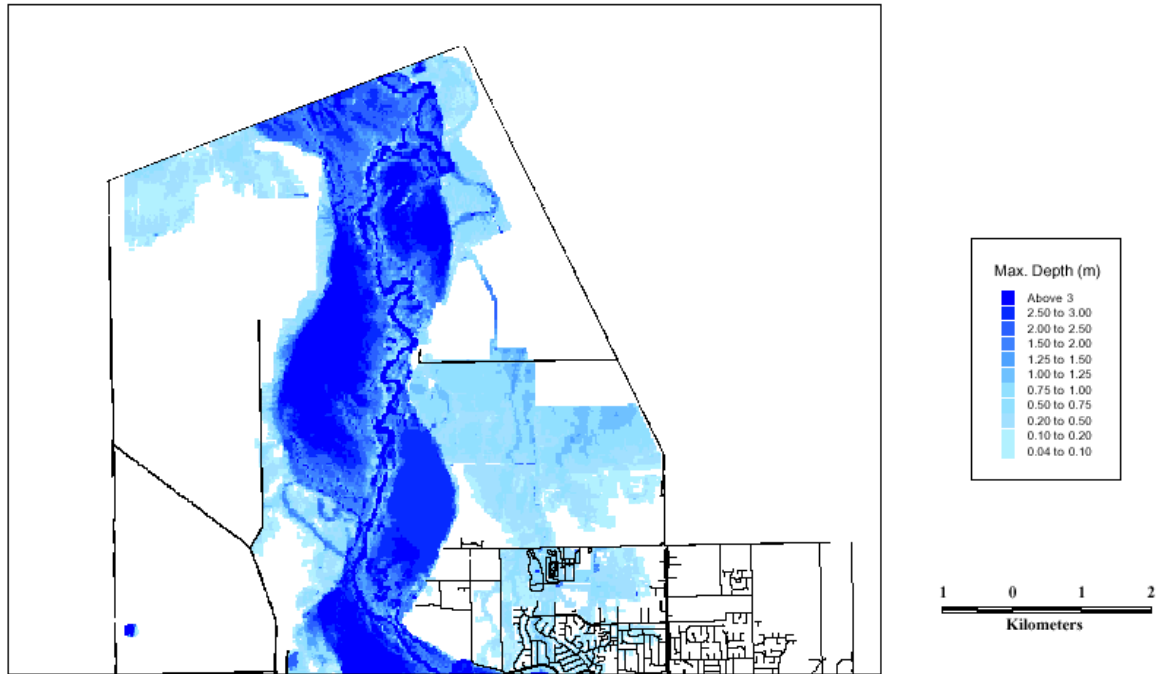 Max. Depth (m)
Above 3
2.50 to 3.00
2.00 to 2.50
1.50 to 2.00
1.25 to 1.50
1.00 to 1.25
0.75 to 1.00
0.50 to 0.75
0.20 to 0.50
0.10 to 0.20
0.04 to 0.10
1 0 1 2
Kilometers